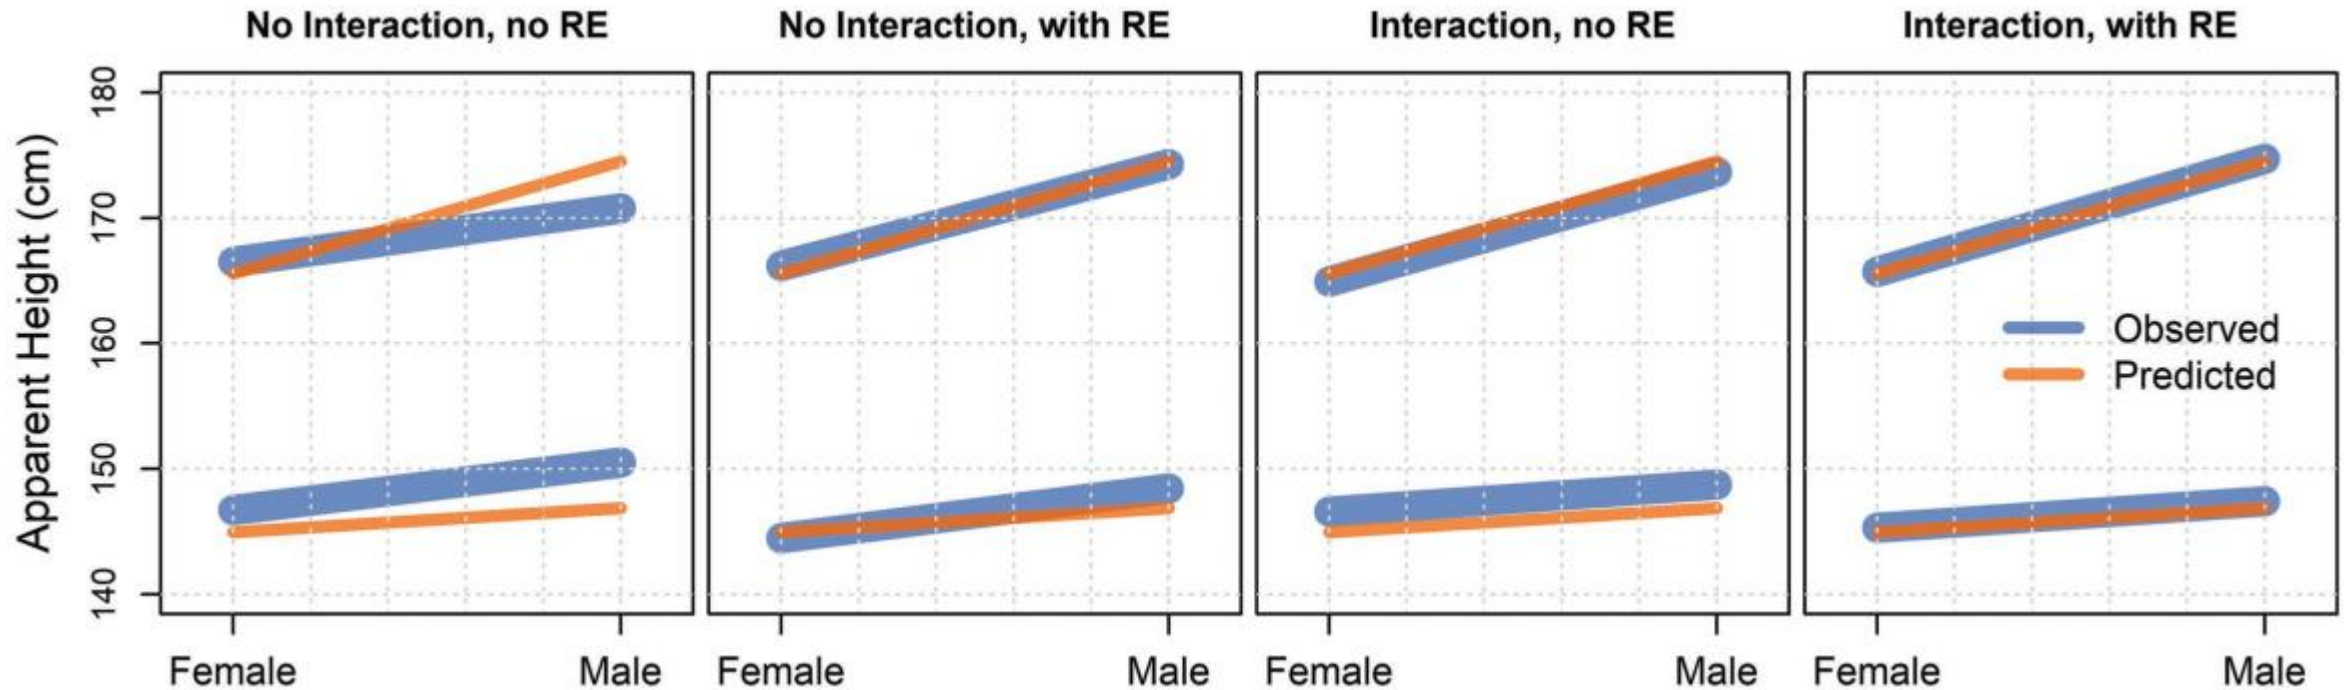 No Interaction, no RE
No Interaction, with RE
Interaction, no RE
Interaction, with RE
Apparent Height (cm)
180
170
160
150
140
Observed
Predicted
Female
Male
Female
Male
Female
Male
Female
Male